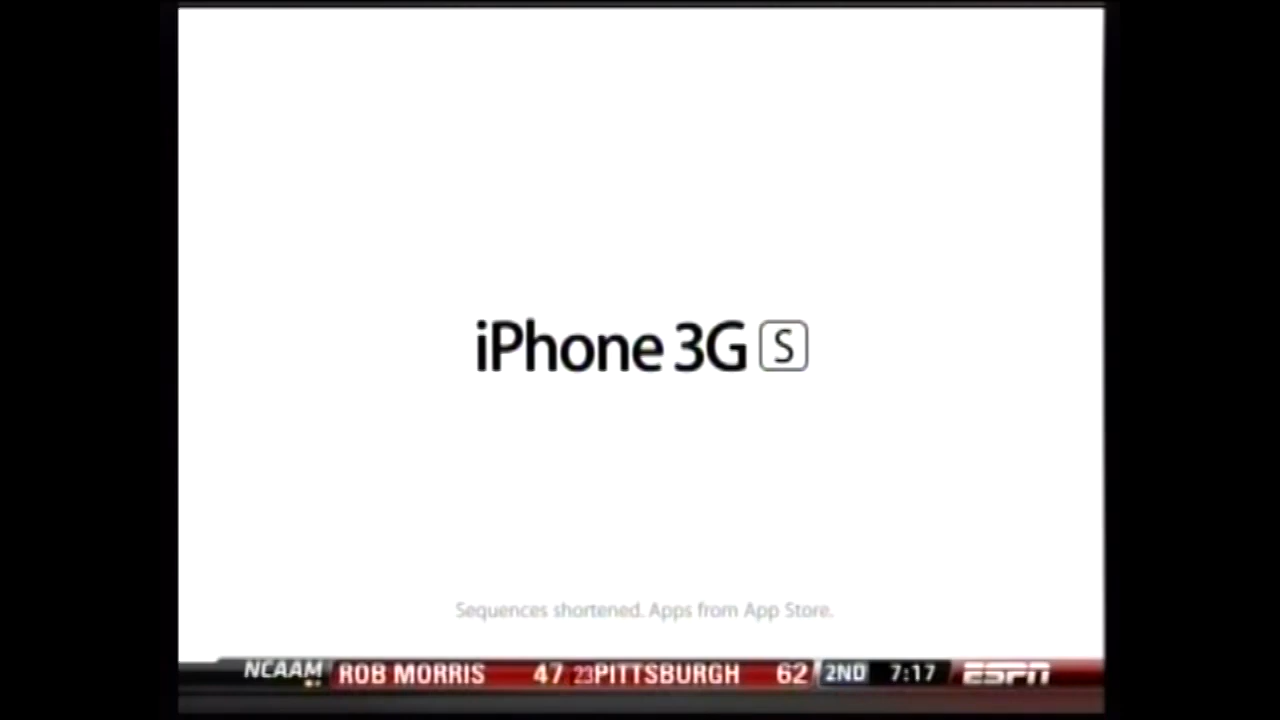 iPhone 3G S
Sequences shortened. Apps from App Store.
NCAAM ROB MORRIS 47 23 PITTSBURGH 62 2ND 7:17 ESPN